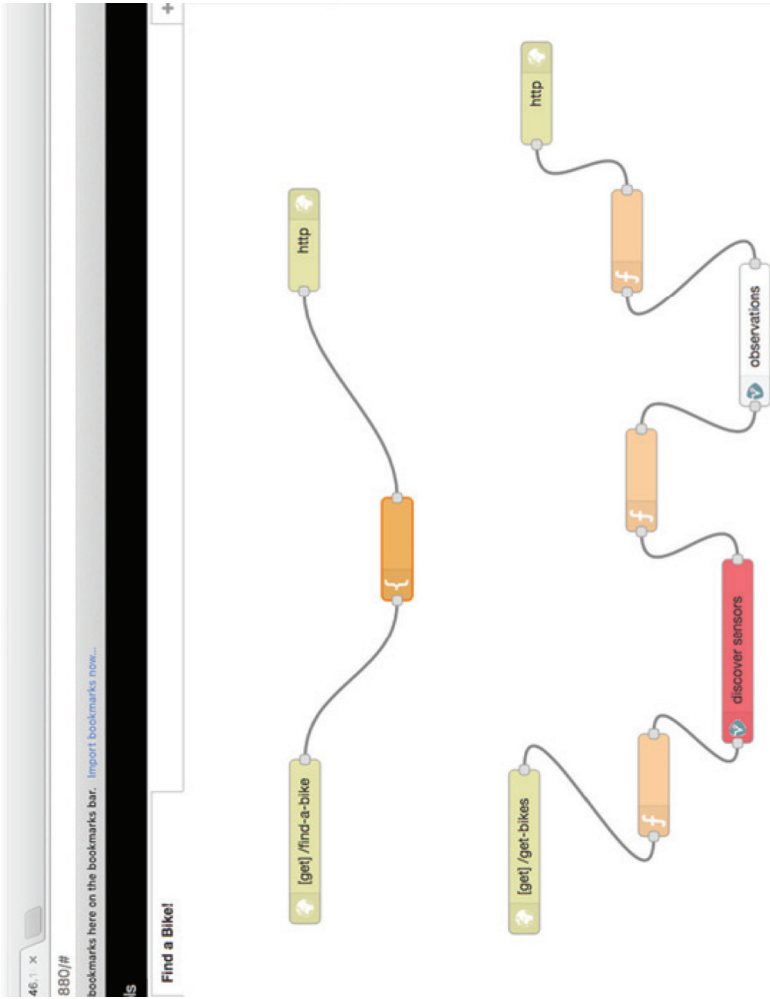 46.1 ×
880/#
bookmarks here on the bookmarks bar. Import bookmarks now...
ls
Find a Bike!
+
[get] /find-a-bike
{
http
[get] /get-bikes
f
discover sensors
f
observations
f
http